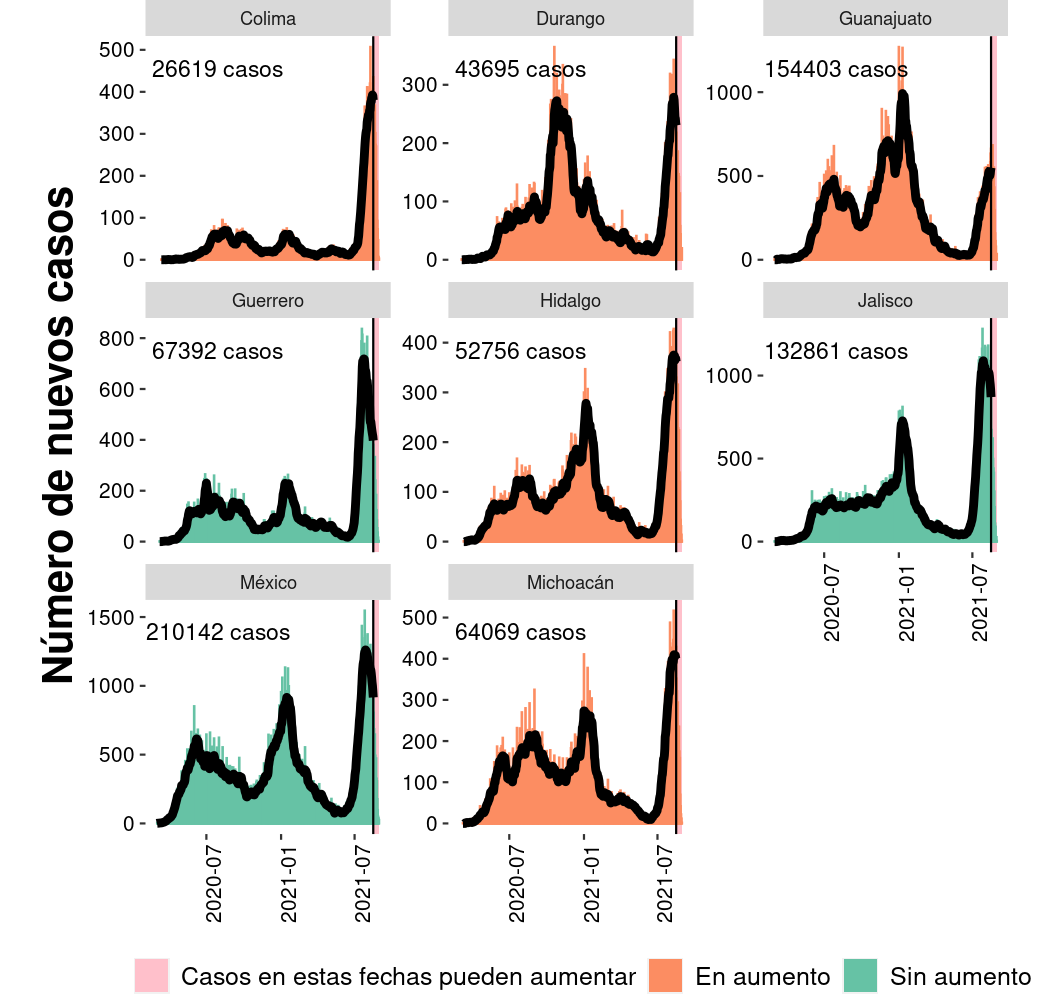 Número de nuevos casos
Colima
26619 casos
500
400
300
200
100
0
Durango
43695 casos
300
200
100
0
Guanajuato
154403 casos
1000
500
0
Guerrero
67392 casos
800
600
400
200
0
Hidalgo
52756 casos
400
300
200
100
0
Jalisco
132861 casos
1000
500
0
2020-07
2021-01
2021-07
México
210142 casos
1500
1000
500
0
2020-07
2021-01
2021-07
Michoacán
64069 casos
500
400
300
200
100
0
2020-07
2021-01
2021-07
Casos en estas fechas pueden aumentar
En aumento
Sin aumento